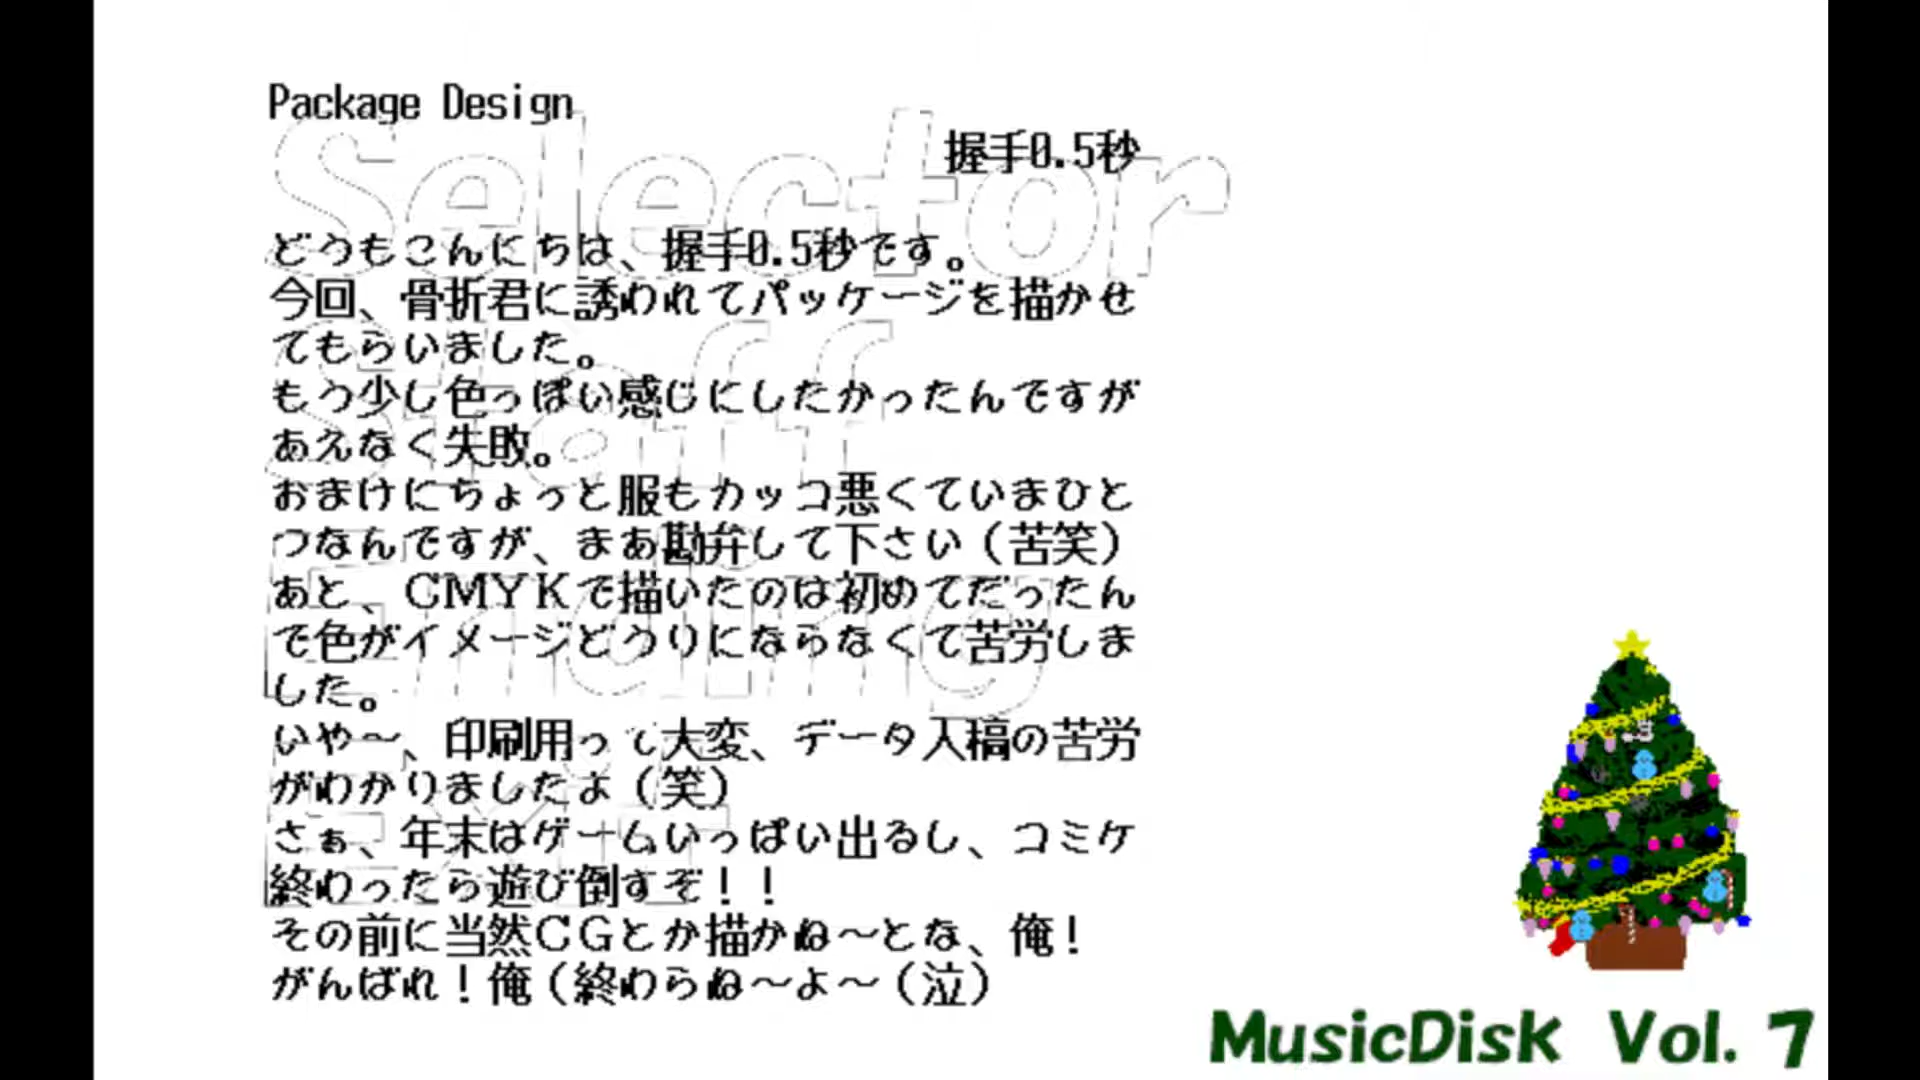 Package Design
握手0.5秒
Selector
どうもこんにちは、握手0.5秒です。
今回、骨折君に誘われてパッケージを描かせ
てもらいました。
Staff
もう少し色っぽい感じにしたかったんですが
あえなく失敗。
おまけにちょっと服もカッコ悪くていまひと
つなんですが、まあ勘弁して下さい（苦笑）
あと、ＣＭＹＫで描いたのは初めてだったん
Ending
で色がイメージどうりにならなくて苦労しま
した。
いや～、印刷用って大変、データ入稿の苦労
がわかりましたよ（笑）
Exit
さぁ、年末はゲームいっぱい出るし、コミケ
終わったら遊び倒すぞ！！
その前に当然ＣＧとか描かね～とな、俺！
がんばれ！俺（終わらね～よ～（泣）
MusicDisk Vol. 7